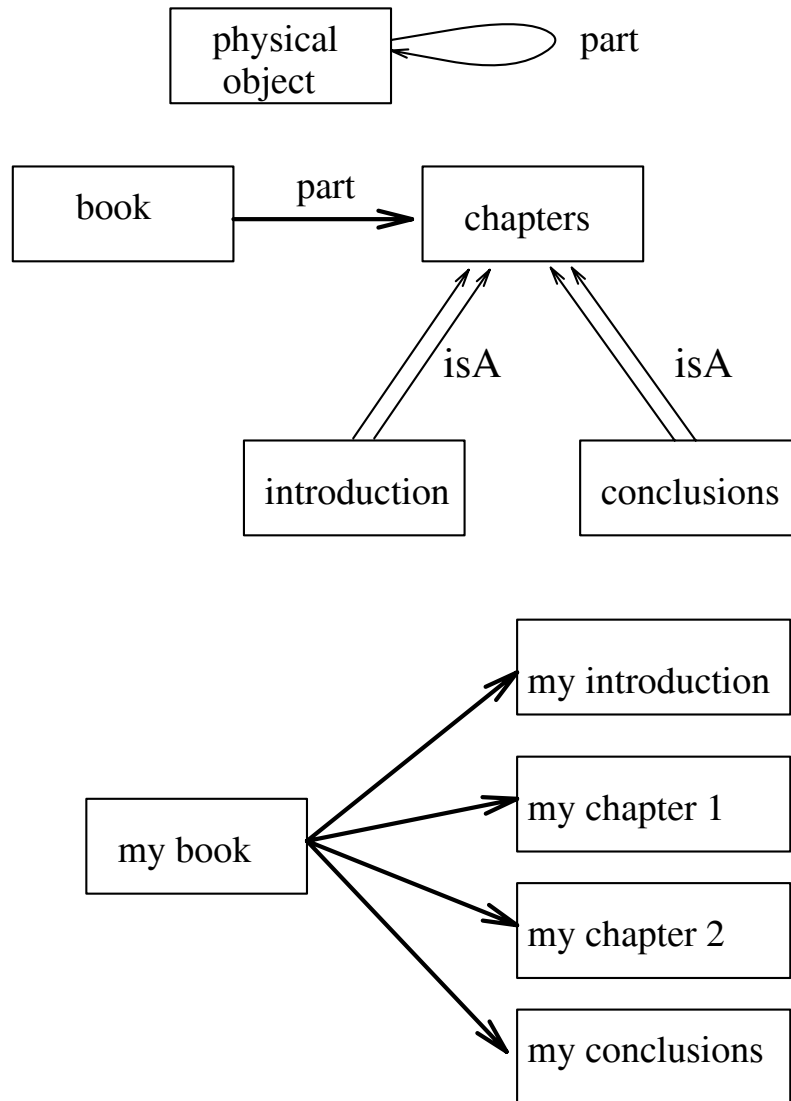 physical
object
part
book
part
chapters
isA
isA
introduction
conclusions
my introduction
my chapter 1
my book
my chapter 2
my conclusions